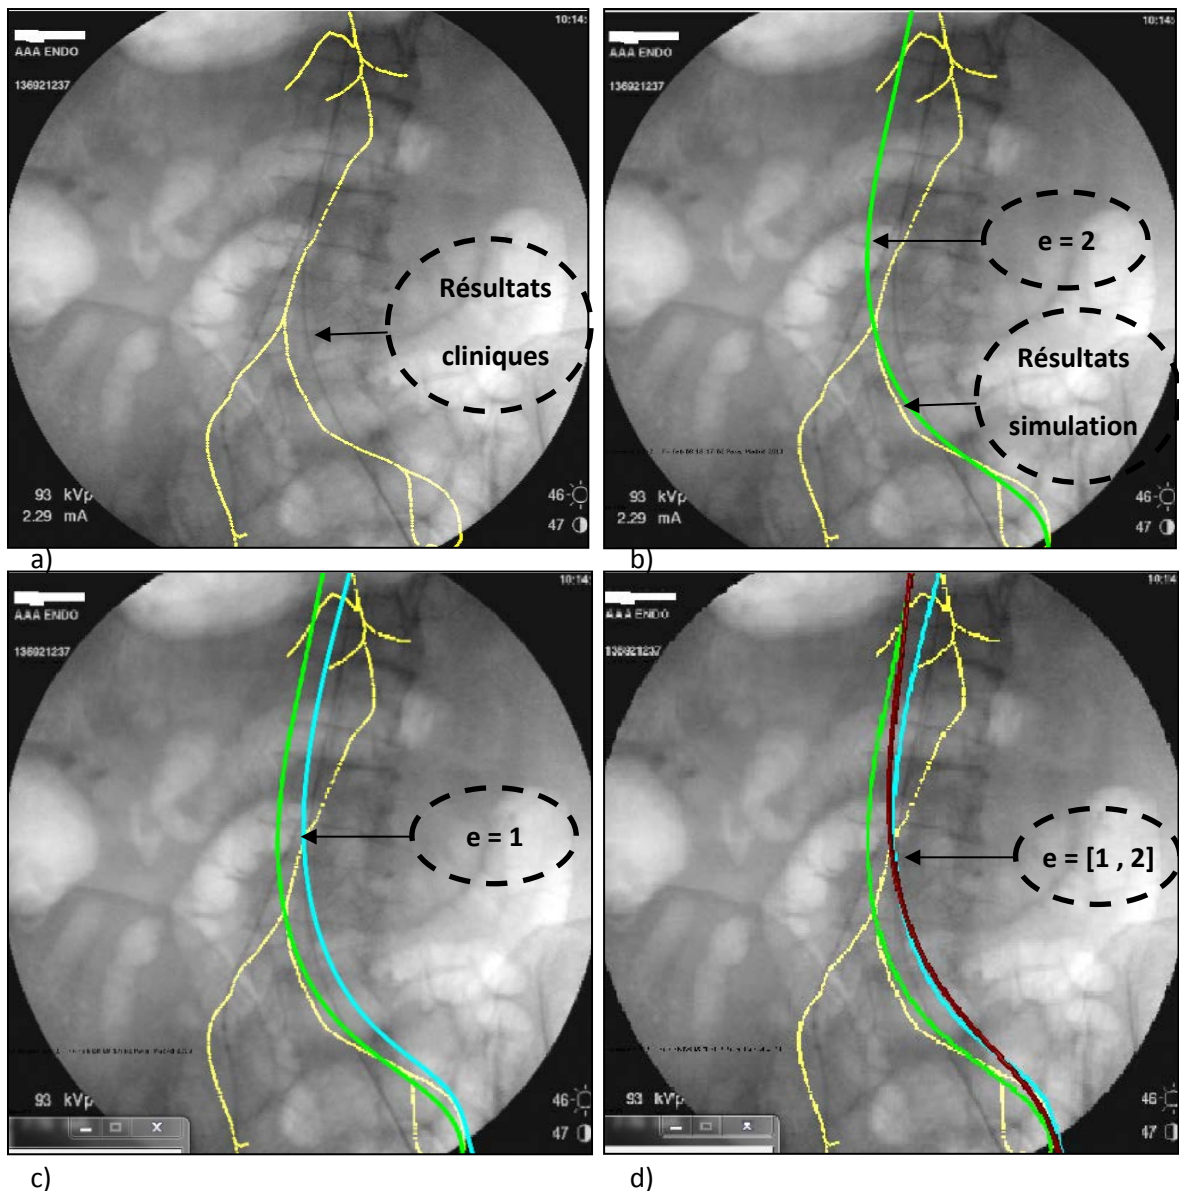 10:14
AAA ENDO
136921237
Résultats
cliniques
93 kVp
2.29 mA
46
47
a)
10:14
AAA ENDO
136921237
e = 2
Résultats
simulation
93 kVp
2.29 mA
46
47
b)
10:14
AAA ENDO
136921237
e = 1
93 kVp
46
47
c)
10:14
AAA ENDO
136921237
e = [1 , 2]
93 kVp
46
47
d)